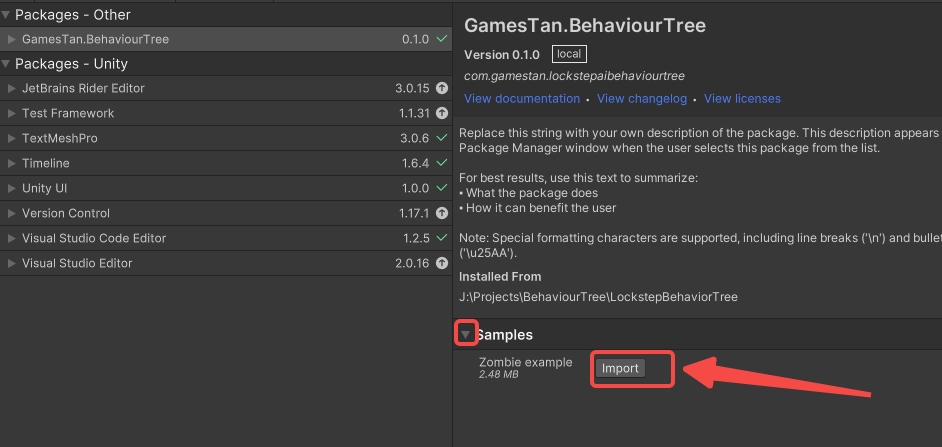 Packages - Other
GamesTan.BehaviourTree 0.1.0
Packages - Unity
JetBrains Rider Editor 3.0.15
Test Framework 1.1.31
TextMeshPro 3.0.6
Timeline 1.6.4
Unity UI 1.0.0
Version Control 1.17.1
Visual Studio Code Editor 1.2.5
Visual Studio Editor 2.0.16
GamesTan.BehaviourTree
Version 0.1.0 local
com.gamestan.lockstepaibehaviourtree
View documentation • View changelog • View licenses
Replace this string with your own description of the package. This description appears
Package Manager window when the user selects this package from the list.
For best results, use this text to summarize:
• What the package does
• How it can benefit the user
Note: Special formatting characters are supported, including line breaks ('\n') and bullet
('\u25AA').
Installed From
J:\Projects\BehaviourTree\LockstepBehaviorTree
Samples
Zombie example Import
2.48 MB